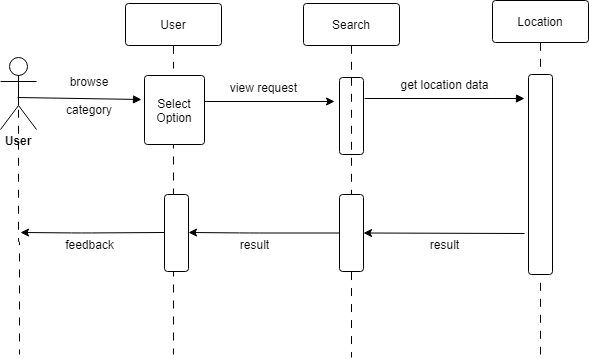 User
Search
Location
browse
category
Select
Option
view request
get location data
User
feedback
result
result